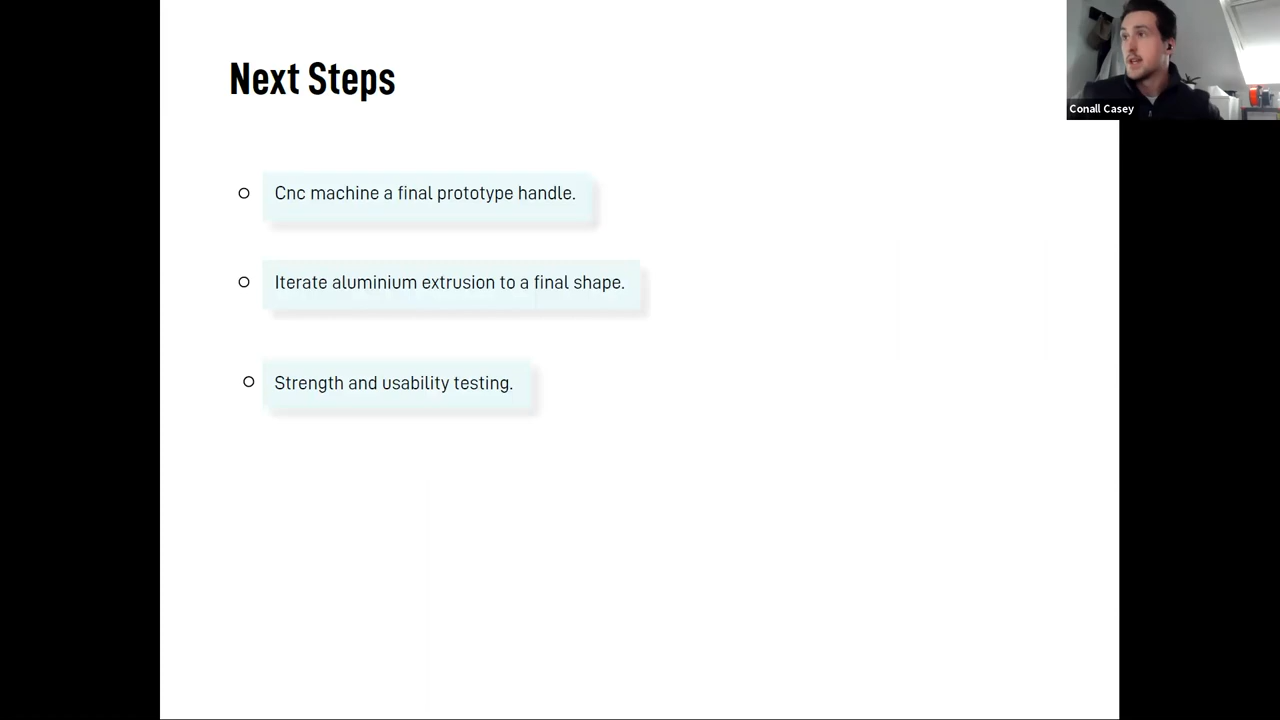 Next Steps
Conall Casey
Cnc machine a final prototype handle.
Iterate aluminium extrusion to a final shape.
Strength and usability testing.